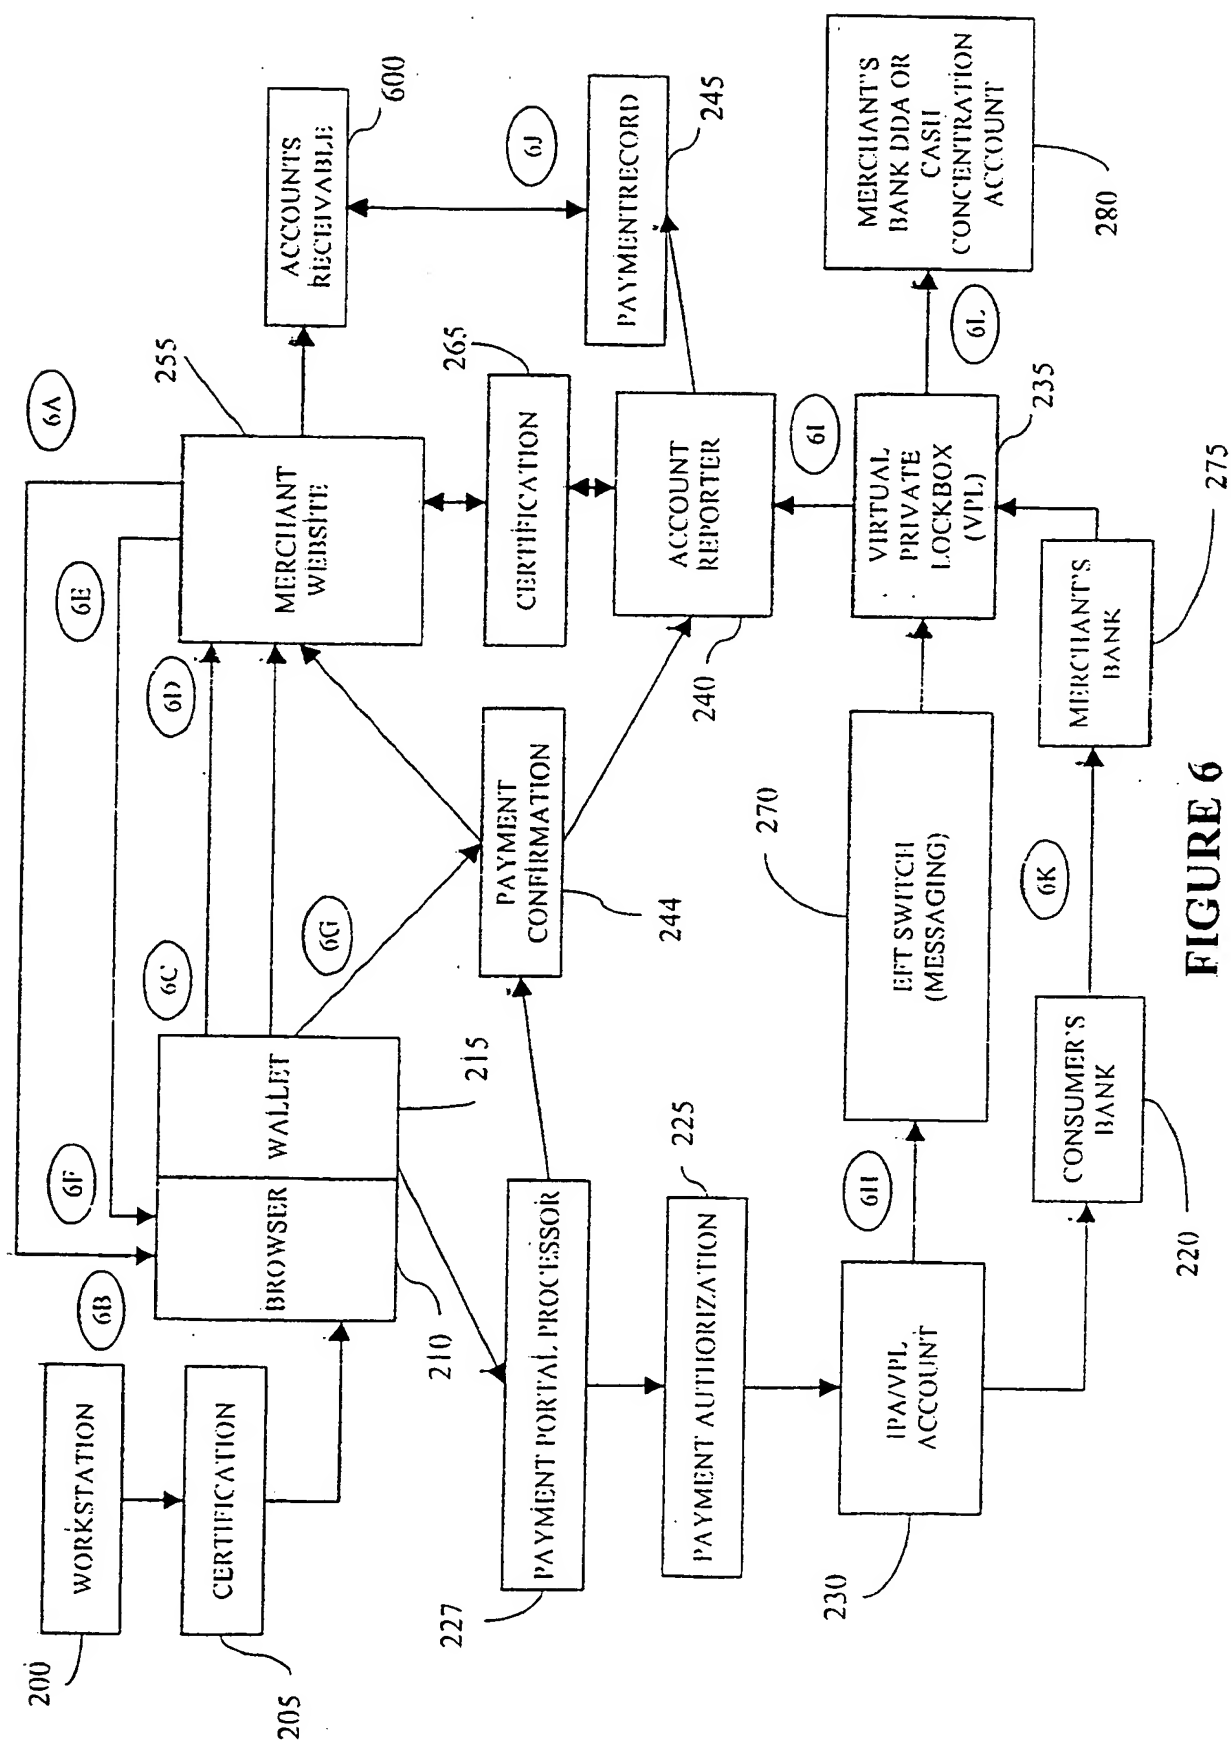 200
WORKSTATION
205
CERTIFICATION
6B
6F
6A
6E
BROWSER
WALLET
210
215
6C
6D
6G
MERCHANT
WEBSITE
255
ACCOUNTS
RECEIVABLE
600
6J
PAYMENTRECORD
245
CERTIFICATION
265
PAYMENT
CONFIRMATION
244
ACCOUNT
REPORTER
240
227
PAYMENT PORTAL PROCESSOR
PAYMENT AUTHORIZATION
225
IPA/VPL
ACCOUNT
230
6H
EFT SWITCH
(MESSAGING)
270
VIRTUAL
PRIVATE
LOCKBOX
(VPL)
235
6I
6L
MERCHANT'S
BANK DDA OR
CASH
CONCENTRATION
ACCOUNT
280
CONSUMER'S
BANK
220
6K
MERCHANT'S
BANK
275
FIGURE 6